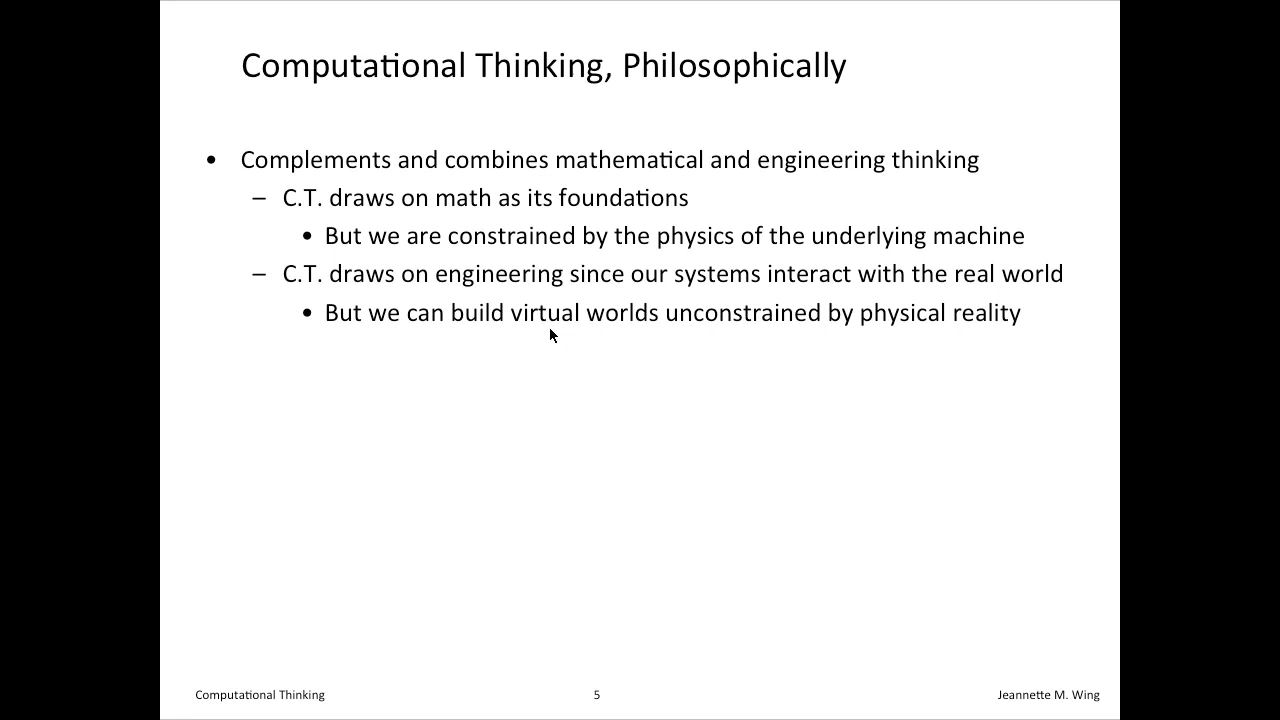 Computational Thinking, Philosophically
• Complements and combines mathematical and engineering thinking
– C.T. draws on math as its foundations
• But we are constrained by the physics of the underlying machine
– C.T. draws on engineering since our systems interact with the real world
• But we can build virtual worlds unconstrained by physical reality
Computational Thinking 5 Jeannette M. Wing